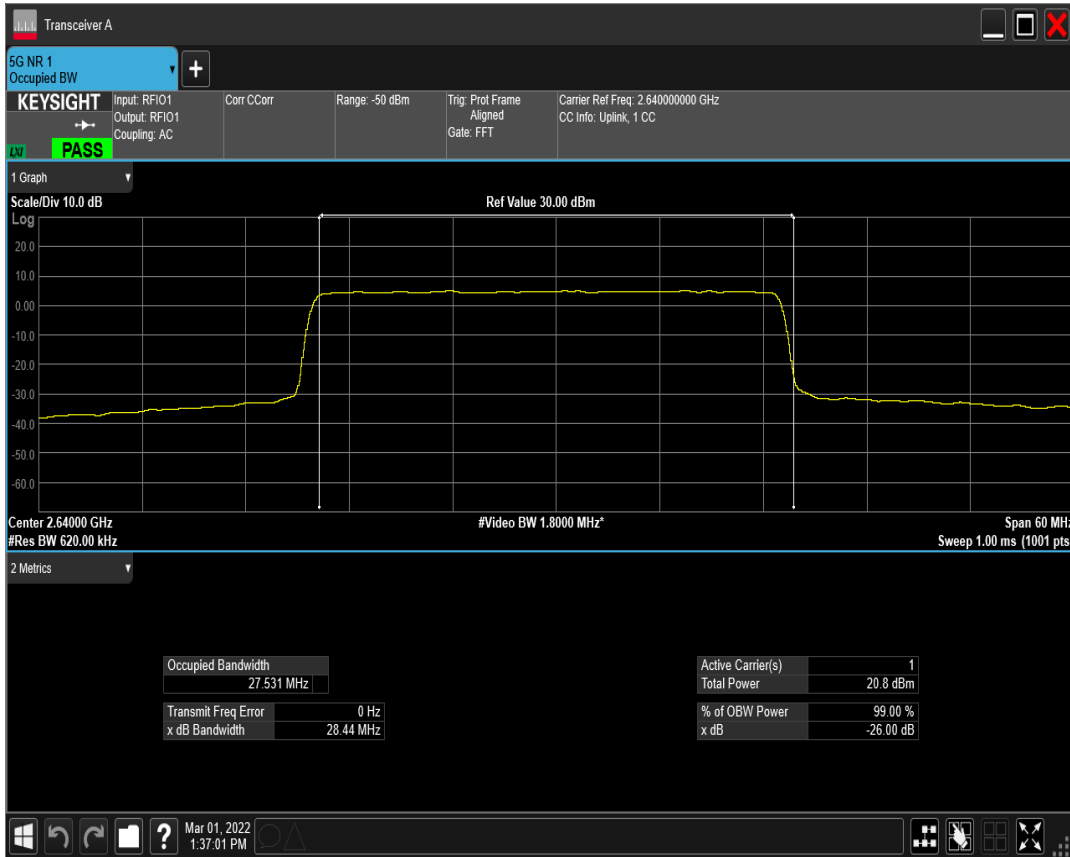 Transceiver A
5G NR 1
Occupied BW
KEYSIGHT
LXI
PASS
Input: RFIO1
Output: RFIO1
Coupling: AC
Corr CCorr
Range: -50 dBm
Trig: Prot Frame
Aligned
Gate: FFT
Carrier Ref Freq: 2.640000000 GHz
CC Info: Uplink, 1 CC
1 Graph
Scale/Div 10.0 dB
Ref Value 30.00 dBm
Log
20.0
10.0
0.00
-10.0
-20.0
-30.0
-40.0
-50.0
-60.0
Center 2.64000 GHz
#Video BW 1.8000 MHz*
Span 60 MHz
#Res BW 620.00 kHz
Sweep 1.00 ms (1001 pts
2 Metrics
Occupied Bandwidth
27.531 MHz
Transmit Freq Error 0 Hz
x dB Bandwidth 28.44 MHz
Active Carrier(s) 1
Total Power 20.8 dBm
% of OBW Power 99.00 %
x dB -26.00 dB
?
Mar 01, 2022
1:37:01 PM